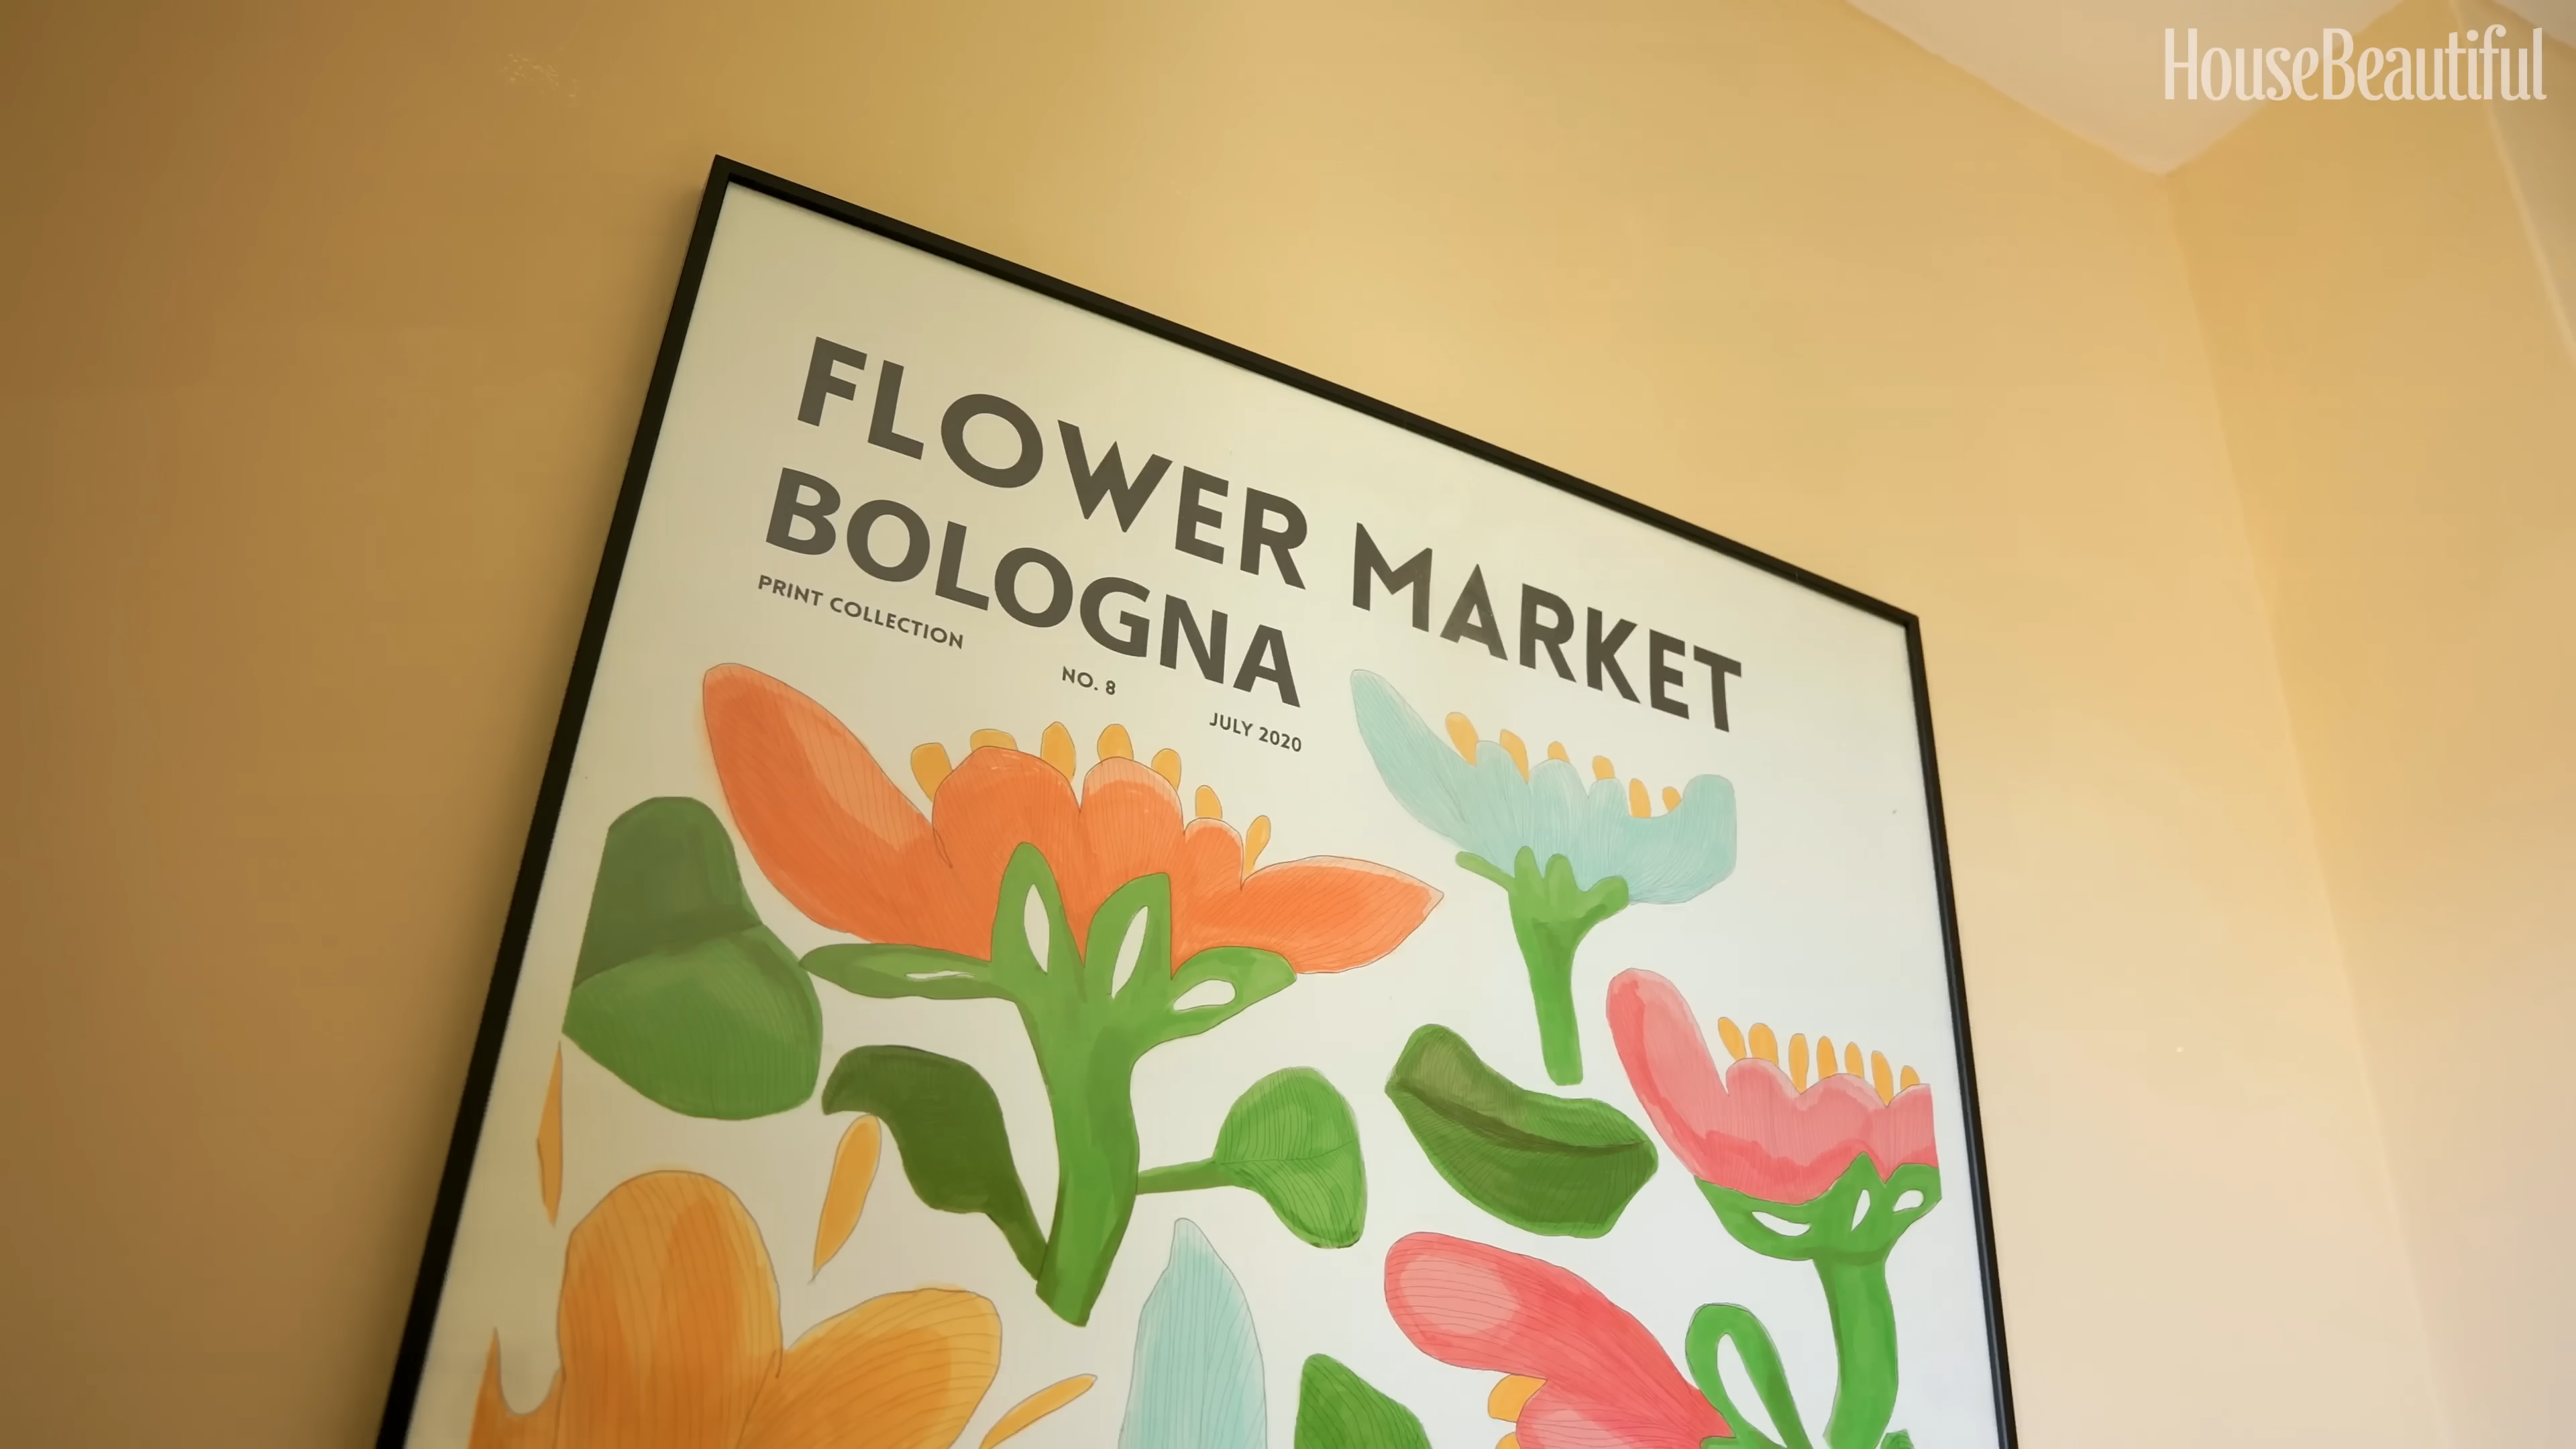 HouseBeautiful
FLOWER MARKET
BOLOGNA
PRINT COLLECTION
NO. 8
JULY 2020